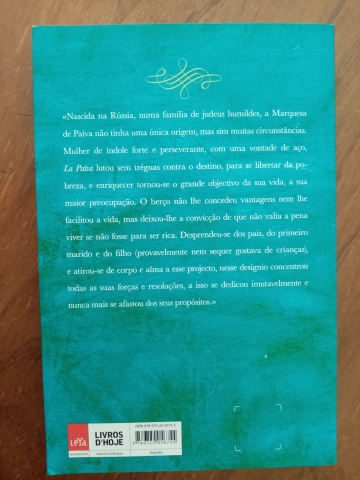 «Nascida na Rússia, numa família de judeus humildes, a Marquesa
de Paiva não tinha uma única origem, mas sim muitas circunstâncias.
Mulher de índole forte e perseverante, com uma vontade de aço,
La Paiva lutou sem tréguas contra o destino, para se libertar da po-
breza, e enriquecer tornou-se o grande objectivo da sua vida, a sua
maior preocupação. O berço não lhe concedeu vantagens nem lhe
facilitou a vida, mas deixou-lhe a convicção de que não valia a pena
viver se não fosse para ser rica. Desprendeu-se dos pais, do primeiro
marido e do filho (provavelmente nem sequer gostava de crianças),
e atirou-se de corpo e alma a esse projecto, nesse desígnio concentrou
todas as suas forças e resoluções, a isso se dedicou imutavelmente e
nunca mais se afastou dos seus propósitos.»
LeYa
LIVROS
D'HOJE
ISBN 978-972-20-